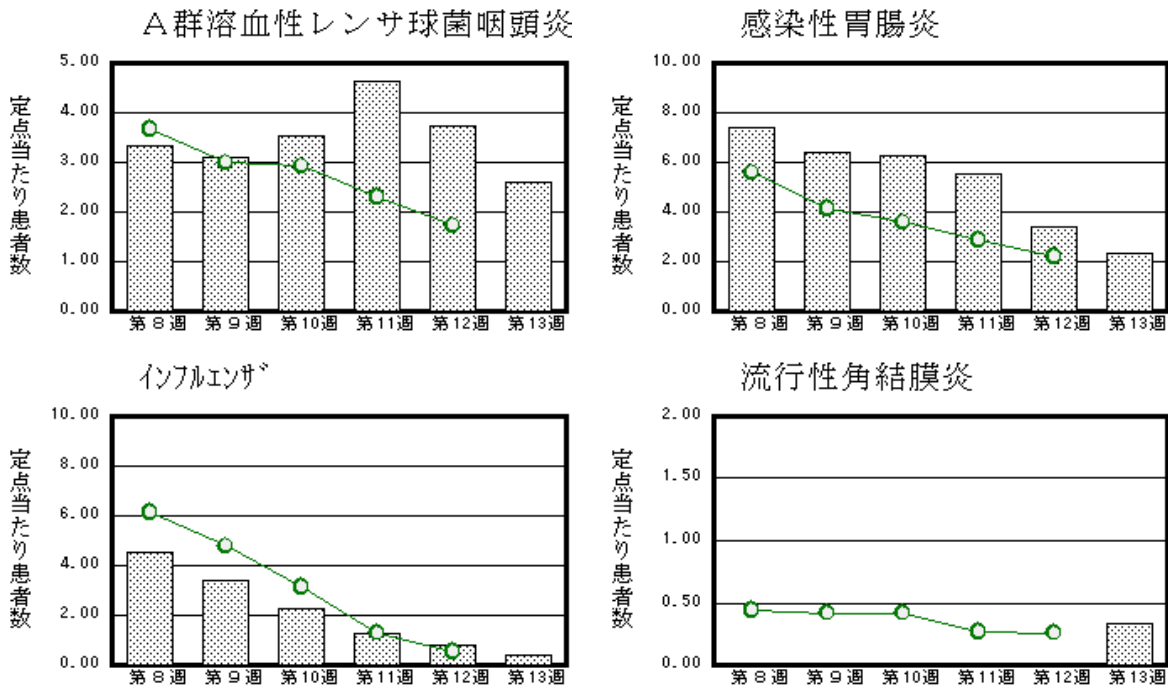 A群溶血性レンサ球菌咽頭炎
5.00
4.00
3.00
2.00
1.00
0.00
定点当たり患者数
第8週 第9週 第10週 第11週 第12週 第13週
感染性胃腸炎
10.00
8.00
6.00
4.00
2.00
0.00
定点当たり患者数
第8週 第9週 第10週 第11週 第12週 第13週
インフルエンザ
10.00
8.00
6.00
4.00
2.00
0.00
定点当たり患者数
第8週 第9週 第10週 第11週 第12週 第13週
流行性角結膜炎
2.00
1.50
1.00
0.50
0.00
定点当たり患者数
第8週 第9週 第10週 第11週 第12週 第13週